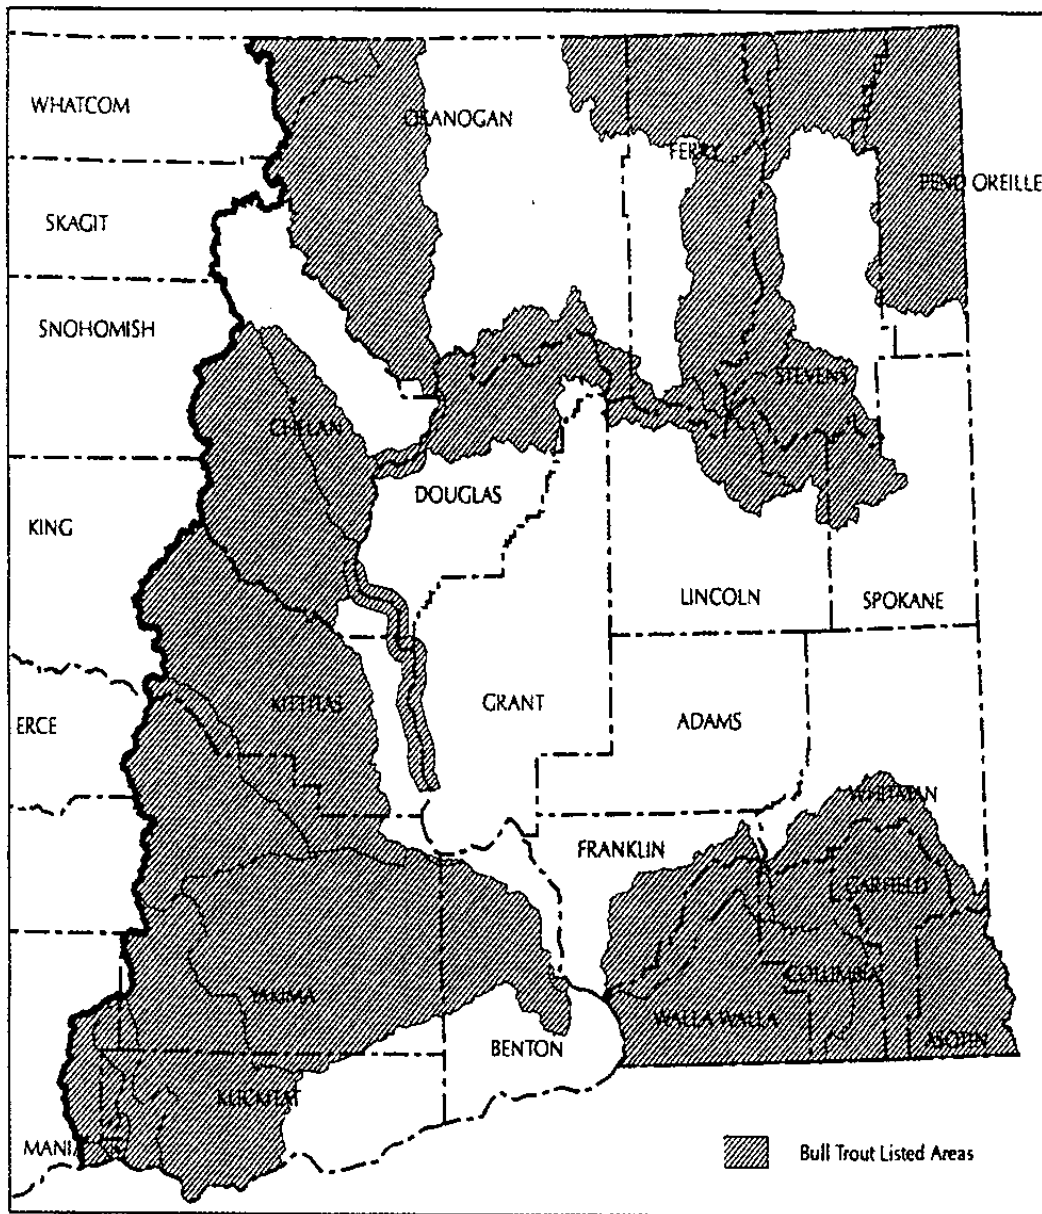 WHATCOM
OKANOGAN
FERRY
PEND OREILLE
SKAGIT
SNOHOMISH
STEVENS
CHELAN
DOUGLAS
KING
LINCOLN
SPOKANE
KITTITAS
GRANT
ERCE
ADAMS
WHITMAN
FRANKLIN
GARFIELD
COLUMBIA
YAKIMA
WALLA WALLA
BENTON
ASOTIN
KLICKITAT
MANIA
Bull Trout Listed Areas